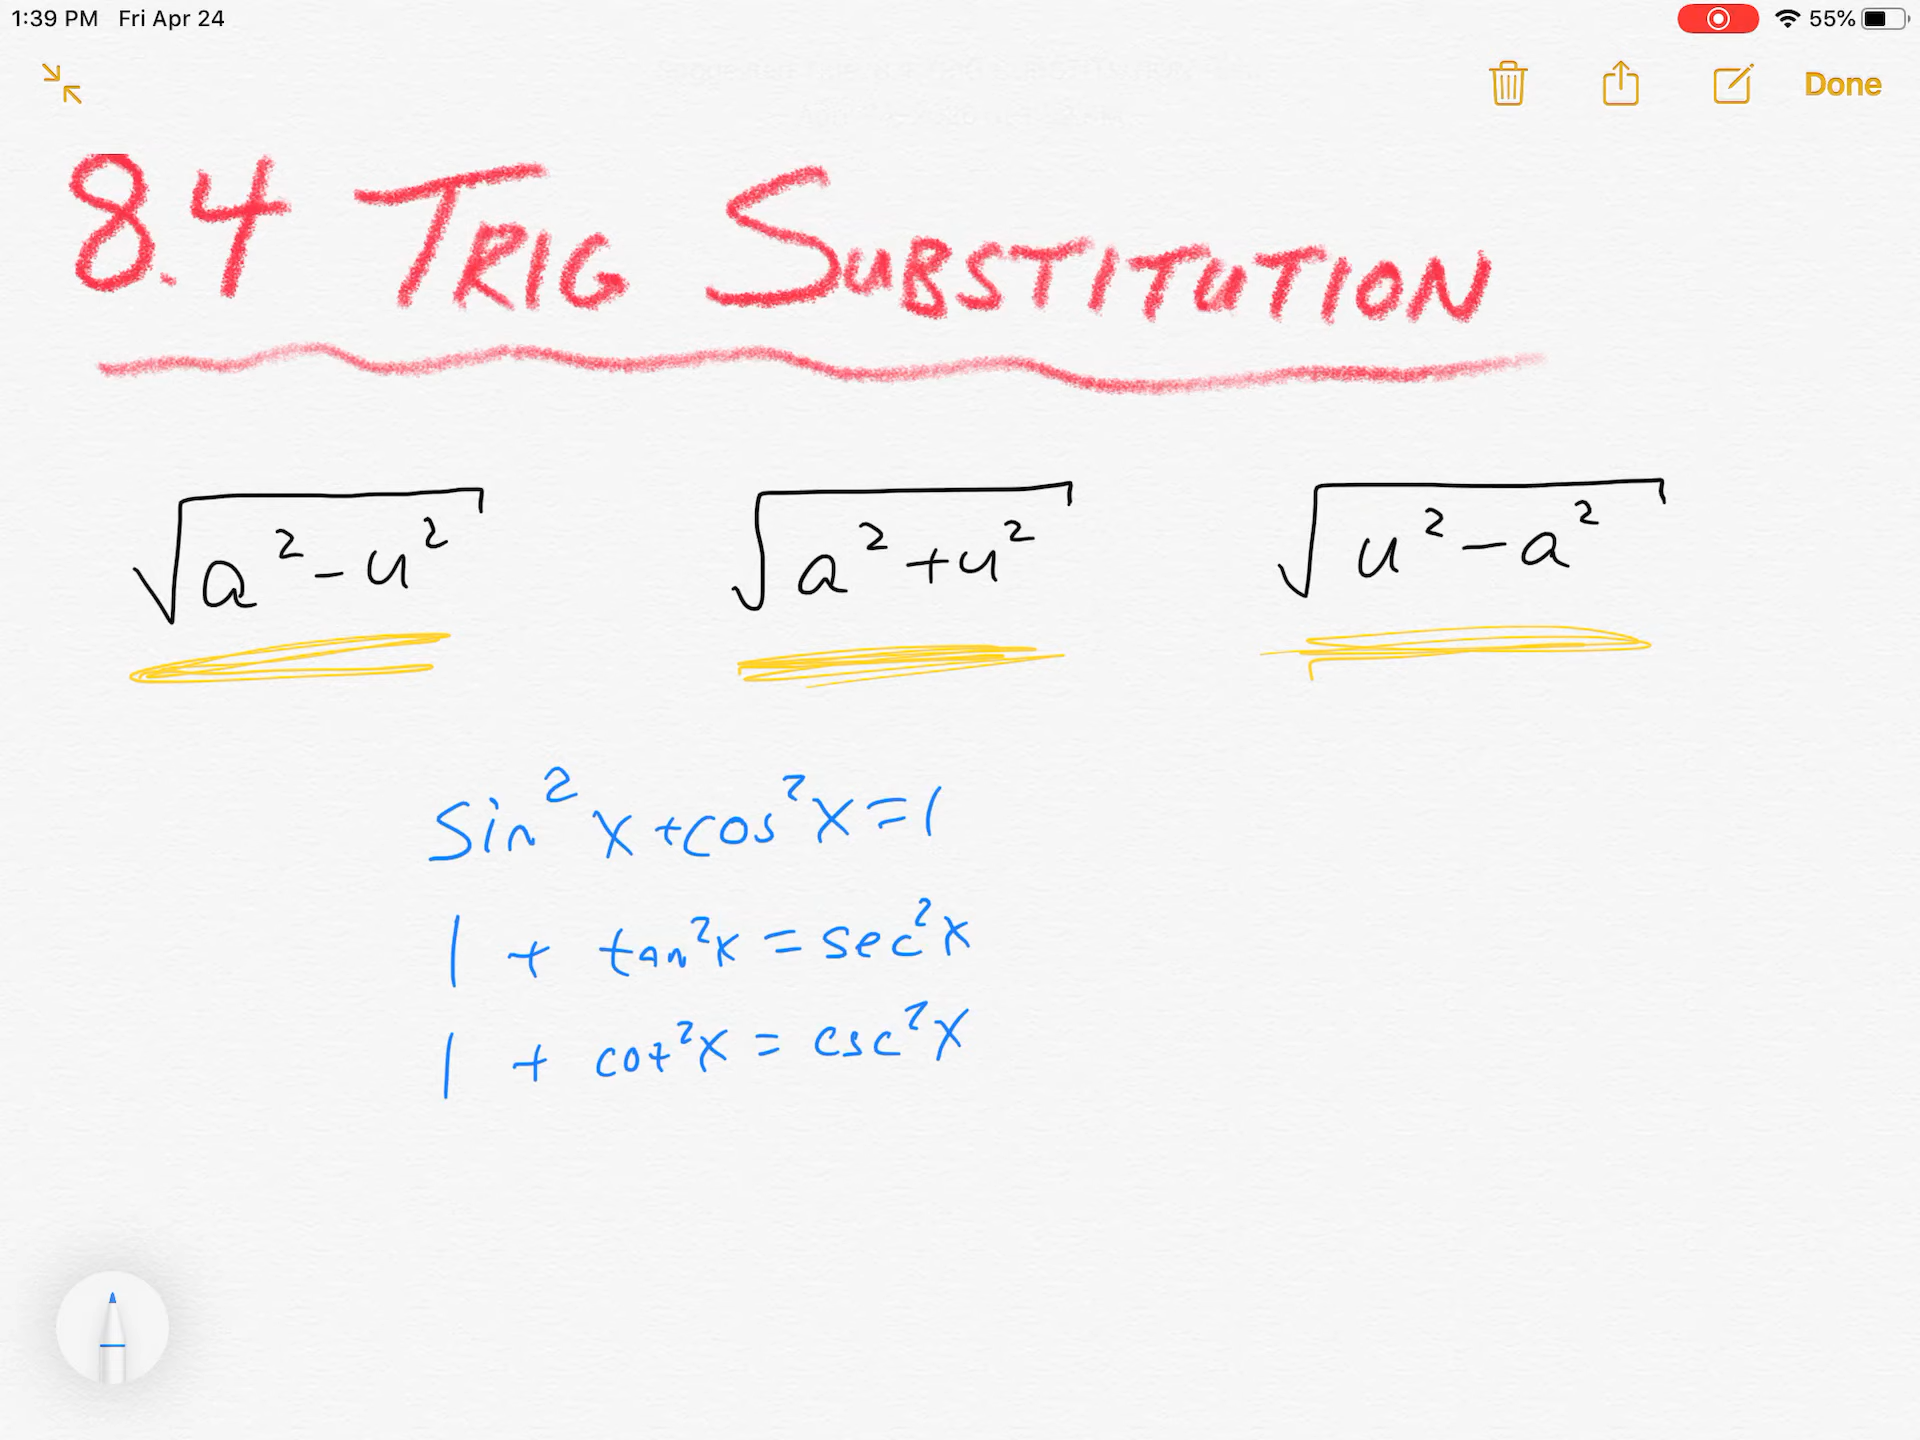 1:39 PM Fri Apr 24 55%
Done
8.4 TRIG SUBSTITUTION
√a²-u² √a²+u² √u²-a²
Sin²x+cos²x=1
1 + tan²x = sec²x
1 + cot²x = csc²x